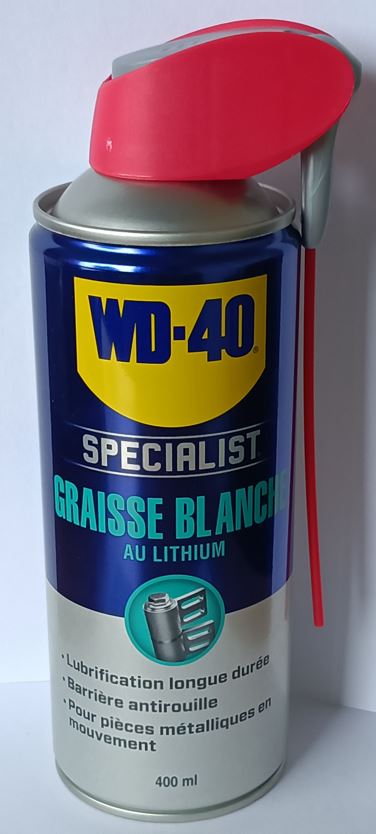 WD-40®
SPECIALIST
GRAISSE BLANCHE
AU LITHIUM
• Lubrification longue durée
• Barrière antirouille
• Pour pièces métalliques en
mouvement
400 ml